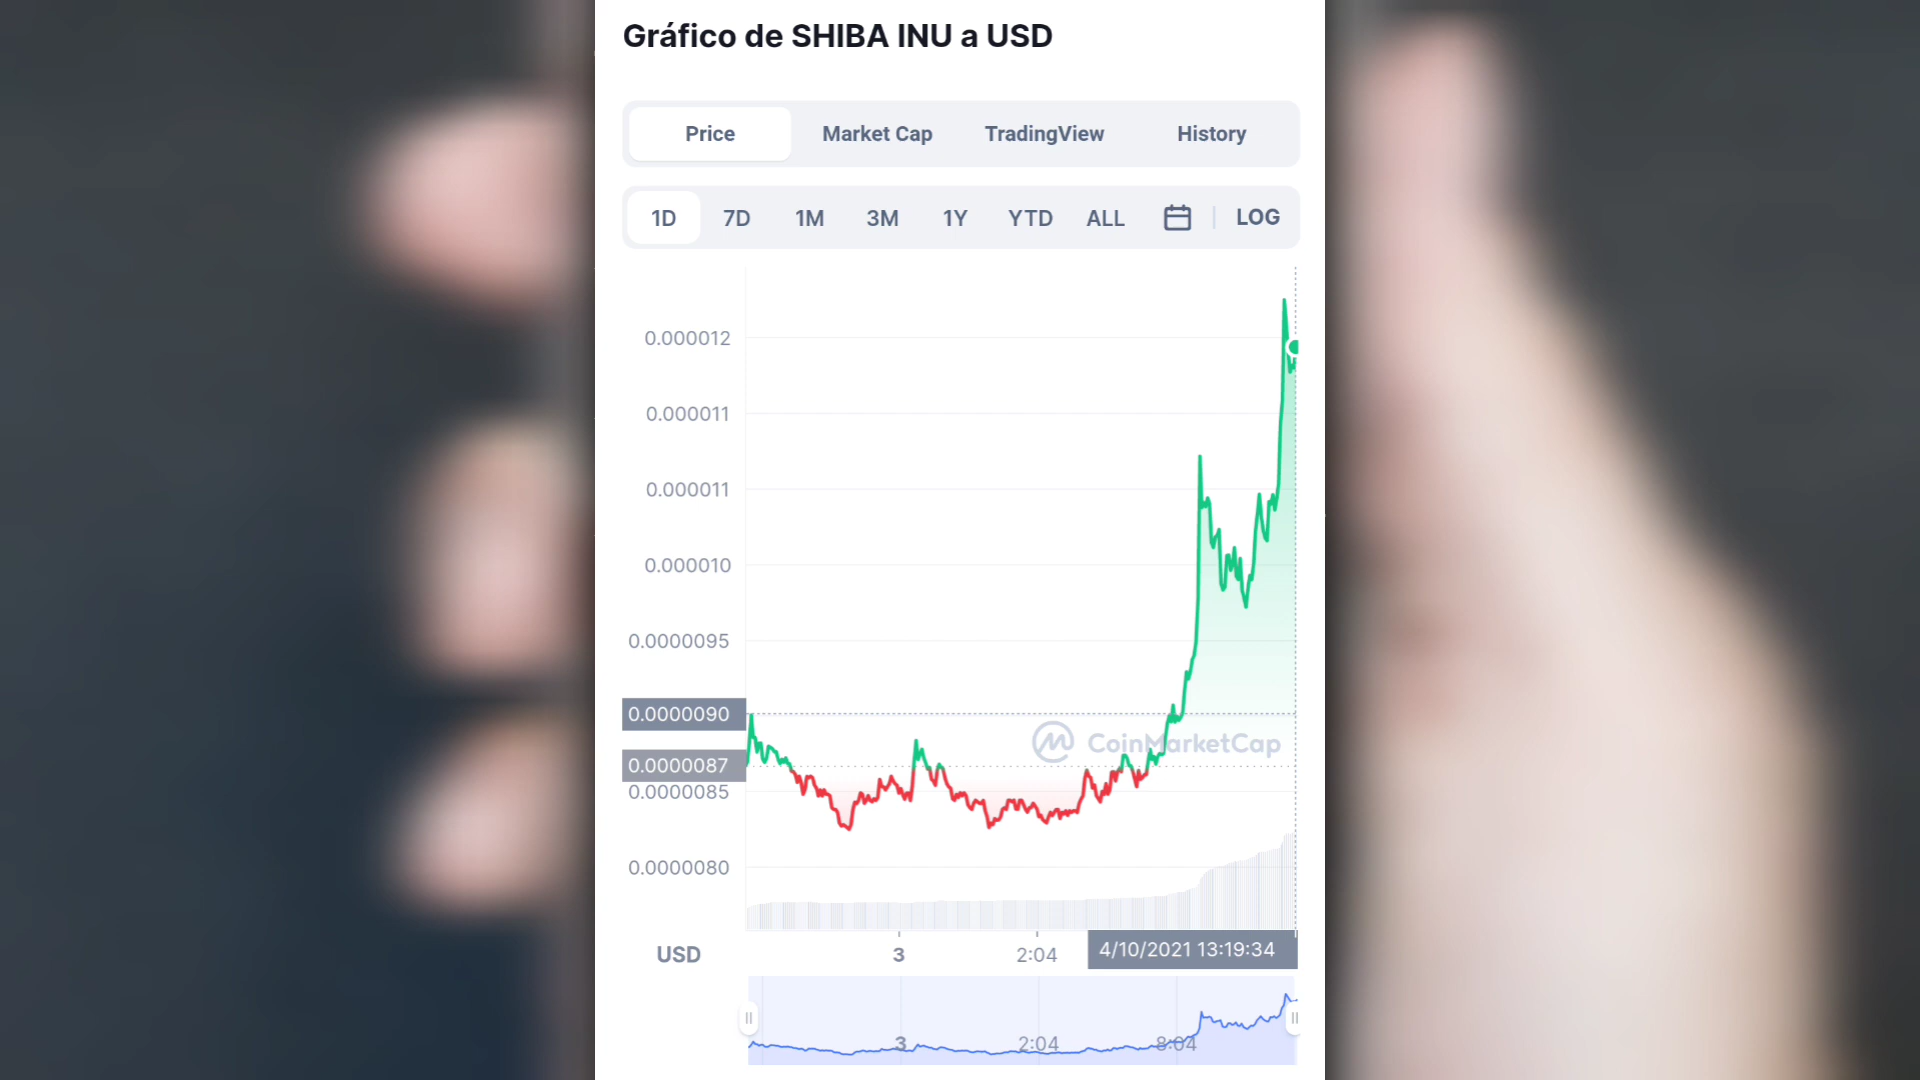 Gráfico de SHIBA INU a USD
Price Market Cap TradingView History
1D 7D 1M 3M 1Y YTD ALL LOG
0.000012
0.000011
0.000011
0.000010
0.0000095
0.0000090
CoinMarketCap
0.0000087
0.0000085
0.0000080
USD 3 2:04 4/10/2021 13:19:34
3 2:04 8:04